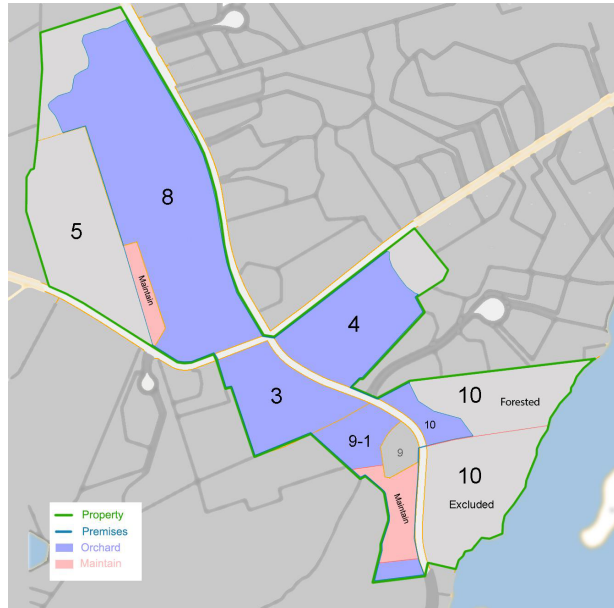 8
5
Maintain
4
3
10
Forested
10
9-1
9
10
Excluded
Maintain
Property
Premises
Orchard
Maintain